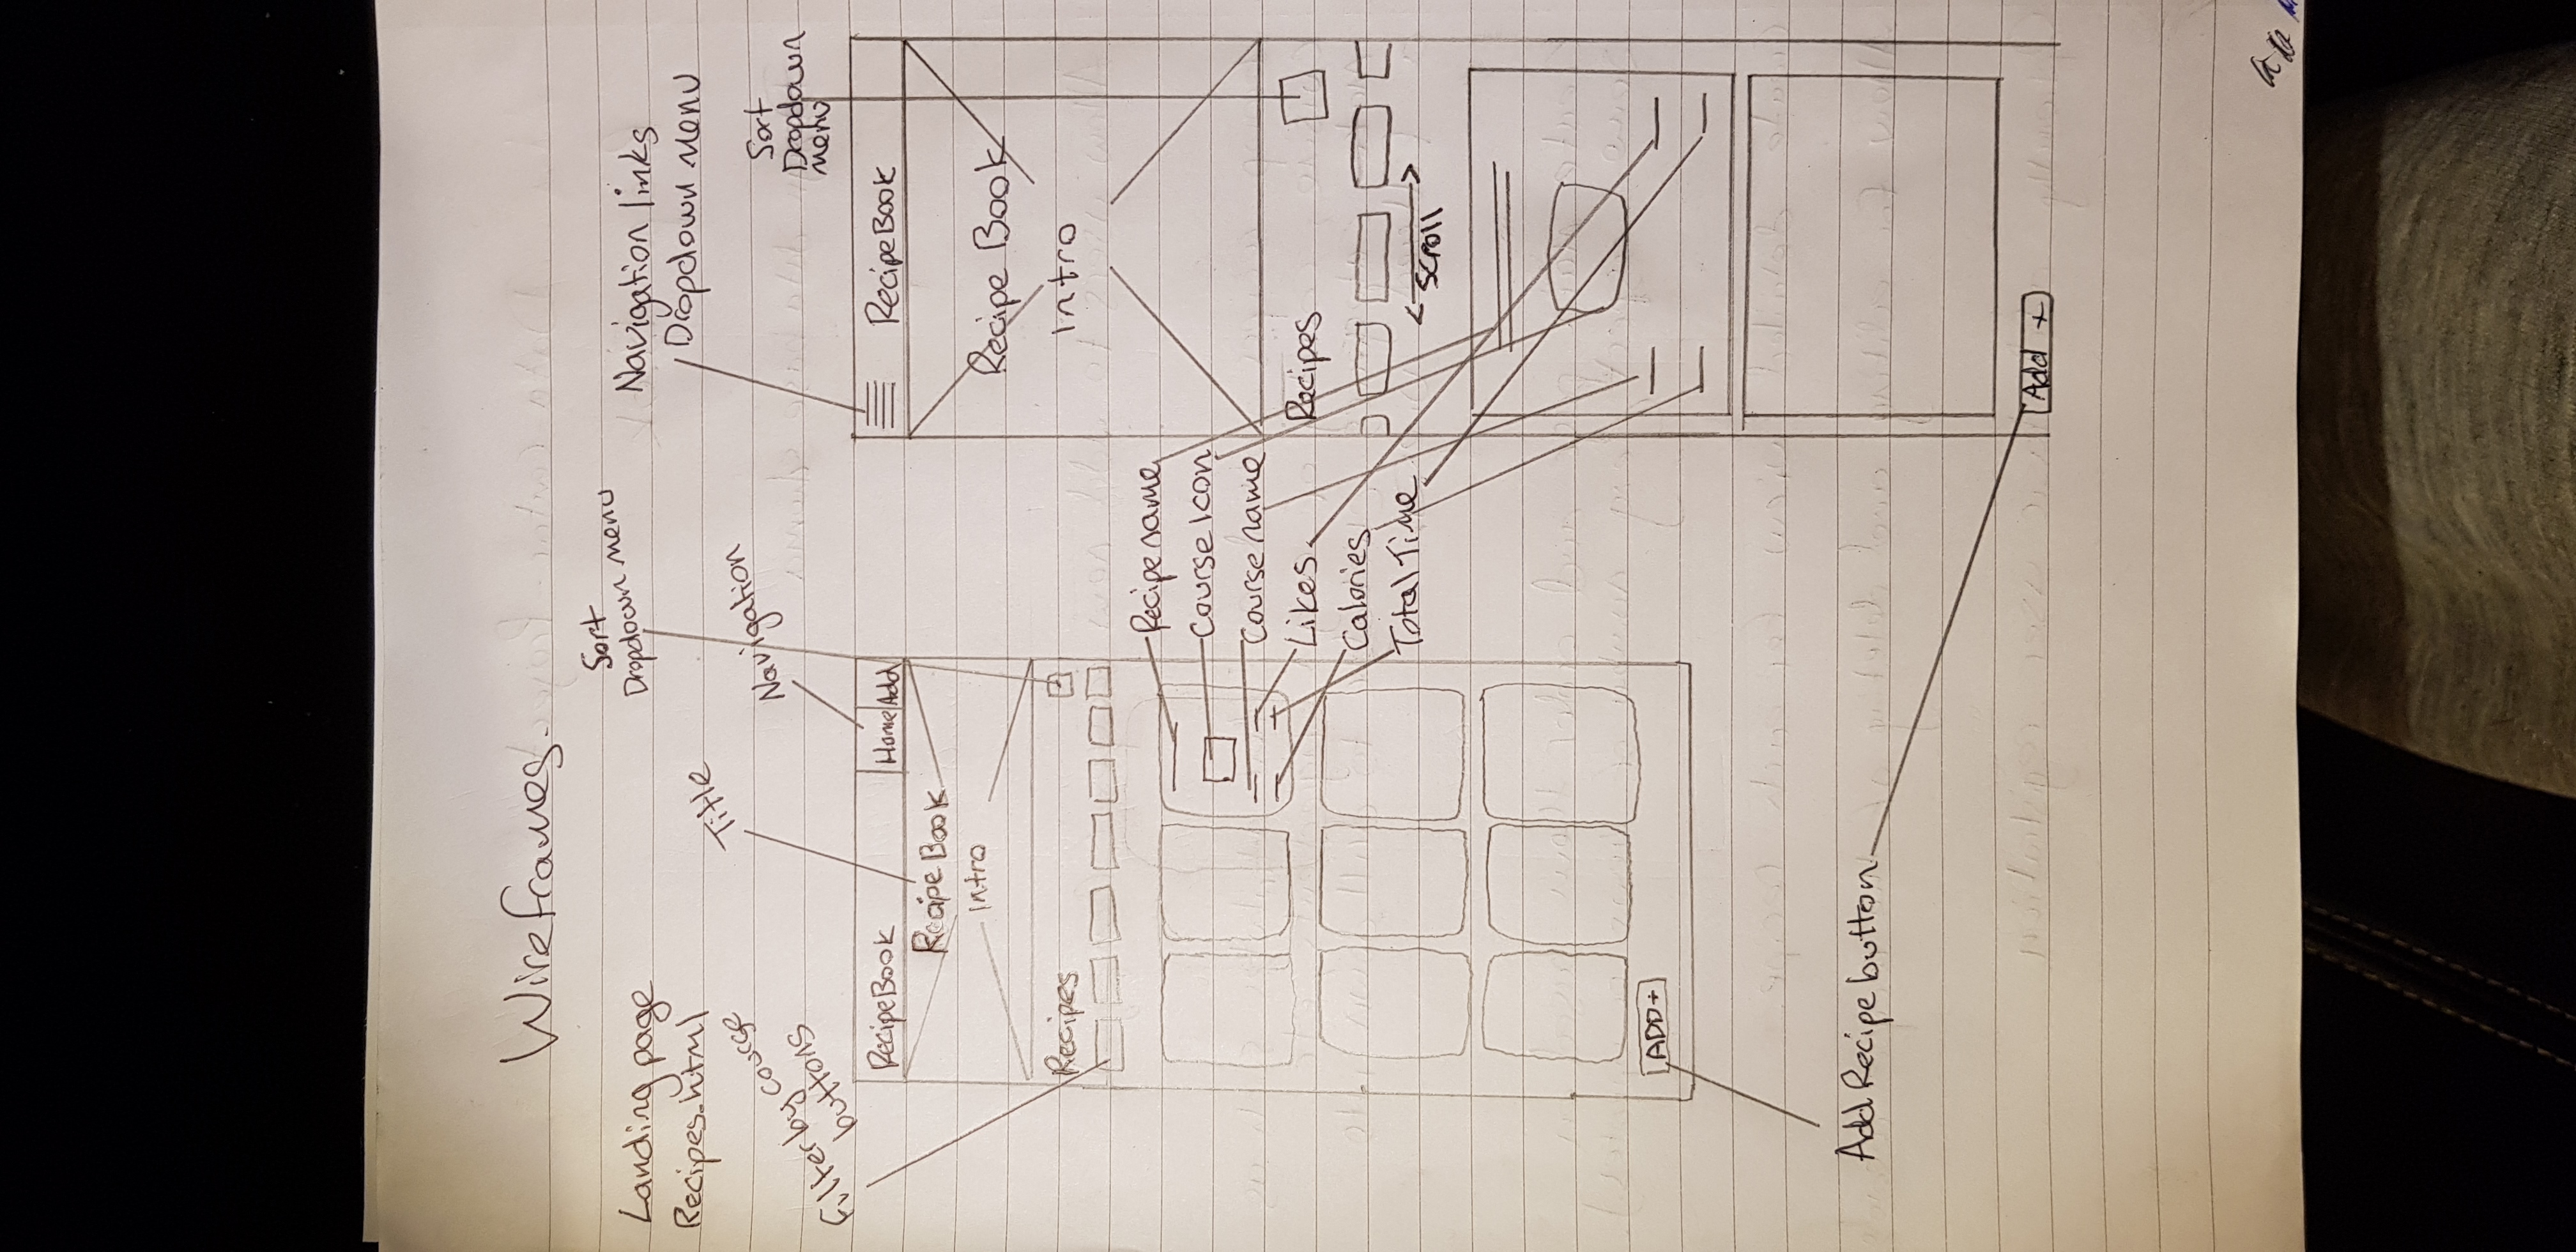 Wireframes.
Landing page
Recipes.html
Sort
Dropdown menu
Navigation links
Dropdown menu
Filter by course
buttons
Title
Navigation
Sort
Dropdown
menu
RecipeBook
Home
Add
Recipe Book
Intro
Recipes
RecipeBook
Recipe Book
Intro
Recipe name
Course Icon
Course name
Likes
Calories
Total Time
Recipes
SCROLL
ADD+
Add Recipe button
Add +